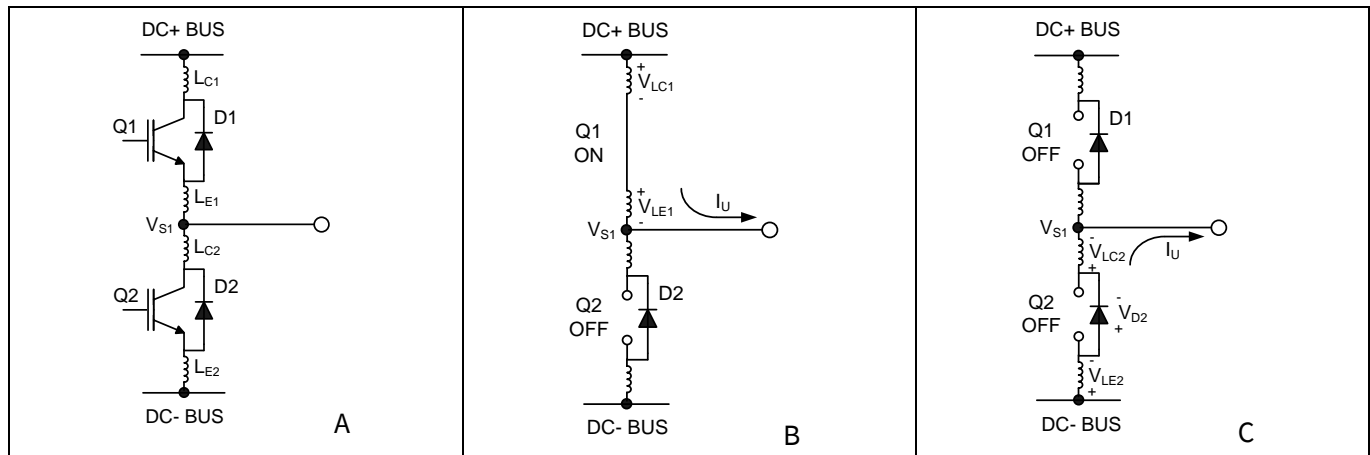 DC+ BUS
LC1
Q1
D1
LE1
VS1
LC2
Q2
D2
LE2
DC- BUS
A
DC+ BUS
+
VLC1
-
Q1
ON
+
VLE1
-
IU
VS1
Q2
OFF
D2
DC- BUS
B
DC+ BUS
Q1
OFF
D1
VS1
-
VLC2
+
IU
Q2
OFF
-
VD2
+
-
VLE2
+
DC- BUS
C